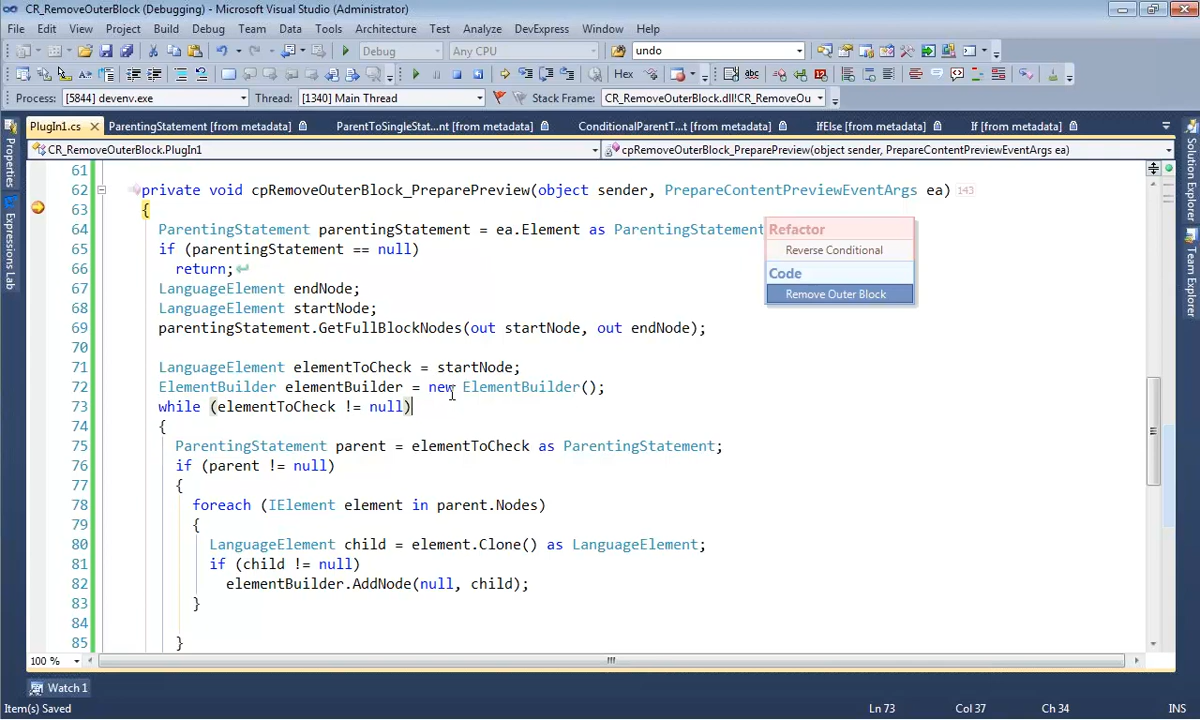 CR_RemoveOuterBlock (Debugging) - Microsoft Visual Studio (Administrator)
File Edit View Project Build Debug Team Data Tools Architecture Test Analyze DevExpress Window Help
Debug Any CPU undo
Hex
Process: [5844] devenv.exe Thread: [1340] Main Thread Stack Frame: CR_RemoveOuterBlock.dll!CR_RemoveOu
PlugIn1.cs ParentingStatement [from metadata] ParentToSingleStat...nt [from metadata] ConditionalParentT...t [from metadata] IfElse [from metadata] If [from metadata]
CR_RemoveOuterBlock.PlugIn1 cpRemoveOuterBlock_PreparePreview(object sender, PrepareContentPreviewEventArgs ea)
Properties
Expressions Lab
Solution Explorer
Team Explorer
61
62 private void cpRemoveOuterBlock_PreparePreview(object sender, PrepareContentPreviewEventArgs ea) 143
63 {
64 ParentingStatement parentingStatement = ea.Element as ParentingStatement
65 if (parentingStatement == null)
66 return;
67 LanguageElement endNode;
68 LanguageElement startNode;
69 parentingStatement.GetFullBlockNodes(out startNode, out endNode);
70
71 LanguageElement elementToCheck = startNode;
72 ElementBuilder elementBuilder = new ElementBuilder();
73 while (elementToCheck != null)
74 {
75 ParentingStatement parent = elementToCheck as ParentingStatement;
76 if (parent != null)
77 {
78 foreach (IElement element in parent.Nodes)
79 {
80 LanguageElement child = element.Clone() as LanguageElement;
81 if (child != null)
82 elementBuilder.AddNode(null, child);
83 }
84
85 }
Refactor
Reverse Conditional
Code
Remove Outer Block
100 %
Watch 1
Item(s) Saved Ln 73 Col 37 Ch 34 INS